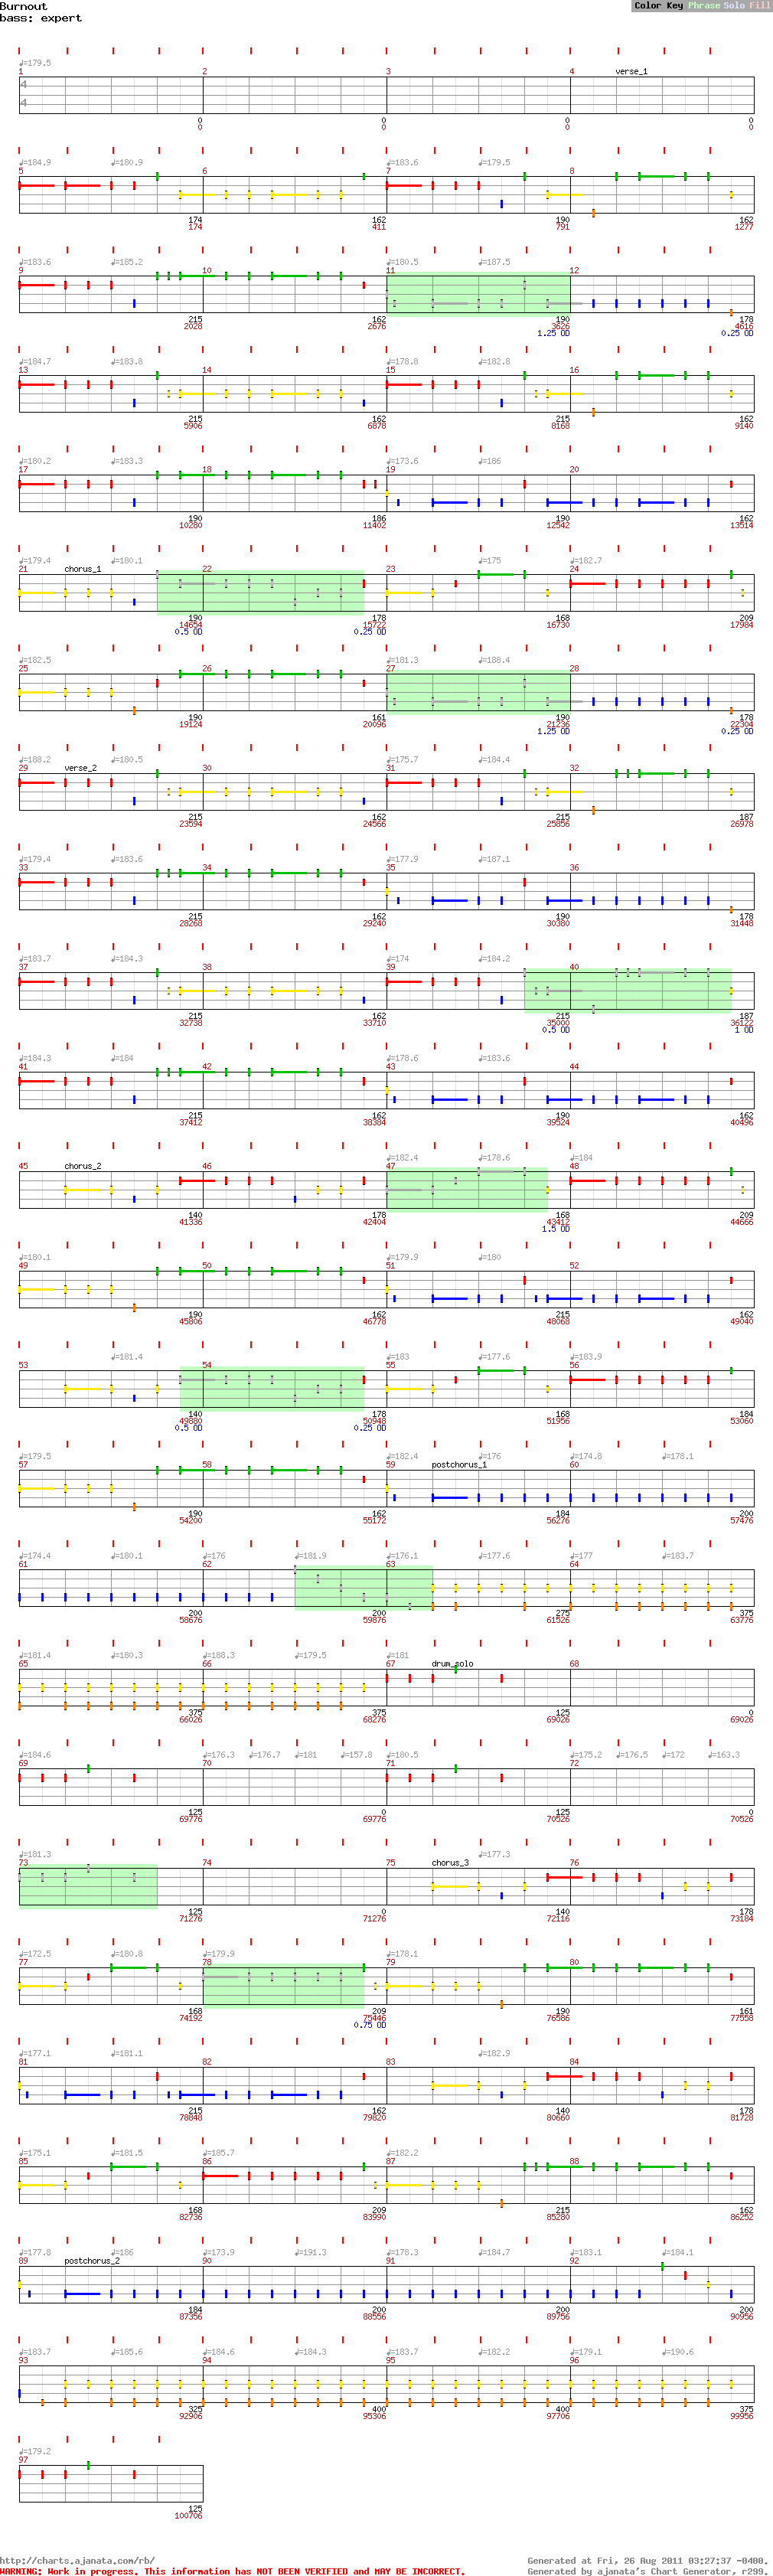 Burnout
Color Key Phrase Solo Fill
bass: expert
♩=179.5
1 2 3 4 verse_1
4
4
0 0 0 0
0 0 0 0
♩=184.9 ♩=180.9 ♩=183.6 ♩=179.5
5 6 7 8
174 162 190 162
174 411 791 1277
♩=183.6 ♩=185.2 ♩=180.5 ♩=187.5
9 10 11 12
215 162 190 178
2028 2676 3626 4616
1.25 OD 0.25 OD
♩=184.7 ♩=183.8 ♩=178.8 ♩=182.8
13 14 15 16
215 162 215 162
5906 6878 8168 9140
♩=180.2 ♩=183.3 ♩=173.6 ♩=186
17 18 19 20
190 186 190 162
10280 11402 12542 13514
♩=179.4 ♩=180.1 ♩=175 ♩=182.7
21 chorus_1 22 23 24
190 178 168 209
14654 15722 16730 17984
0.5 OD 0.25 OD
♩=182.5 ♩=181.3 ♩=188.4
25 26 27 28
190 161 190 178
19124 20096 21236 22304
1.25 OD 0.25 OD
♩=188.2 ♩=180.5 ♩=175.7 ♩=184.4
29 verse_2 30 31 32
215 162 215 187
23594 24566 25856 26978
♩=179.4 ♩=183.6 ♩=177.9 ♩=187.1
33 34 35 36
215 162 190 178
28268 29240 30380 31448
♩=183.7 ♩=184.3 ♩=174 ♩=184.2
37 38 39 40
215 162 215 187
32738 33710 35000 36122
0.5 OD 1 OD
♩=184.3 ♩=184 ♩=178.6 ♩=183.6
41 42 43 44
215 162 190 162
37412 38384 39524 40496
♩=182.4 ♩=178.6 ♩=184
45 chorus_2 46 47 48
140 178 168 209
41336 42404 43412 44666
1.5 OD
♩=180.1 ♩=179.9 ♩=180
49 50 51 52
190 162 215 162
45806 46778 48068 49040
♩=181.4 ♩=183 ♩=177.6 ♩=183.9
53 54 55 56
140 178 168 184
49880 50948 51956 53060
0.5 OD 0.25 OD
♩=179.5 ♩=182.4 ♩=176 ♩=174.8 ♩=178.1
57 58 59 postchorus_1 60
190 162 184 200
54200 55172 56276 57476
♩=174.4 ♩=180.1 ♩=176 ♩=181.9 ♩=176.1 ♩=177.6 ♩=177 ♩=183.7
61 62 63 64
200 200 275 375
58676 59876 61526 63776
♩=181.4 ♩=180.3 ♩=188.3 ♩=179.5 ♩=181
65 66 67 drum_solo 68
375 375 125 0
66026 68276 69026 69026
♩=184.6 ♩=176.3 ♩=176.7 ♩=181 ♩=157.8 ♩=180.5 ♩=175.2 ♩=176.5 ♩=172 ♩=163.3
69 70 71 72
125 0 125 0
69776 69776 70526 70526
♩=181.3 ♩=177.3
73 74 75 chorus_3 76
125 0 140 178
71276 71276 72116 73184
♩=172.5 ♩=180.8 ♩=179.9 ♩=178.1
77 78 79 80
168 209 190 161
74192 75446 76586 77558
0.75 OD
♩=177.1 ♩=181.1 ♩=182.9
81 82 83 84
215 162 140 178
78848 79820 80660 81728
♩=175.1 ♩=181.5 ♩=185.7 ♩=182.2
85 86 87 88
168 209 215 162
82736 83990 85280 86252
♩=177.8 ♩=186 ♩=173.9 ♩=191.3 ♩=178.3 ♩=184.7 ♩=183.1 ♩=184.1
89 postchorus_2 90 91 92
184 200 200 200
87356 88556 89756 90956
♩=183.7 ♩=185.6 ♩=184.6 ♩=184.3 ♩=183.7 ♩=182.2 ♩=179.1 ♩=190.6
93 94 95 96
325 400 400 375
92906 95306 97706 99956
♩=179.2
97
125
100706
http://charts.ajanata.com/rb/
Generated at Fri, 26 Aug 2011 03:27:37 -0400.
WARNING: Work in progress. This information has NOT BEEN VERIFIED and MAY BE INCORRECT.
Generated by ajanata's Chart Generator, r299.